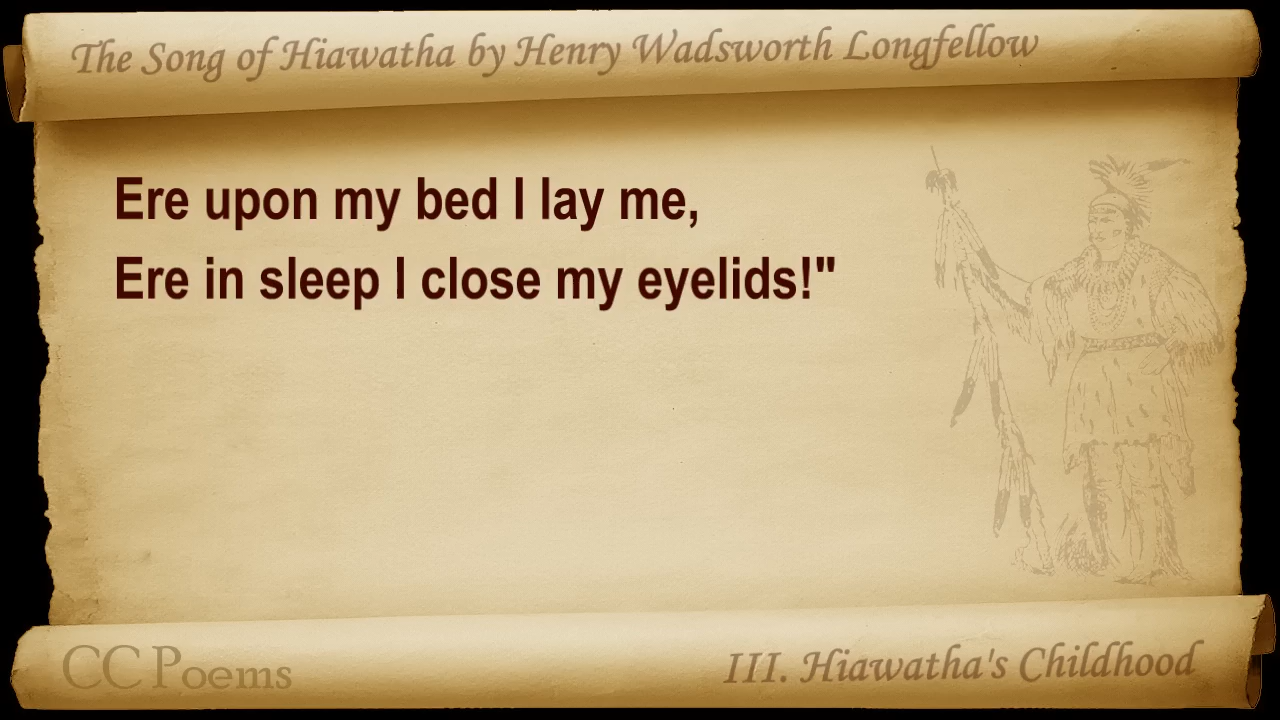 The Song of Hiawatha by Henry Wadsworth Longfellow
Ere upon my bed I lay me,
Ere in sleep I close my eyelids!"
CC Poems
III. Hiawatha's Childhood